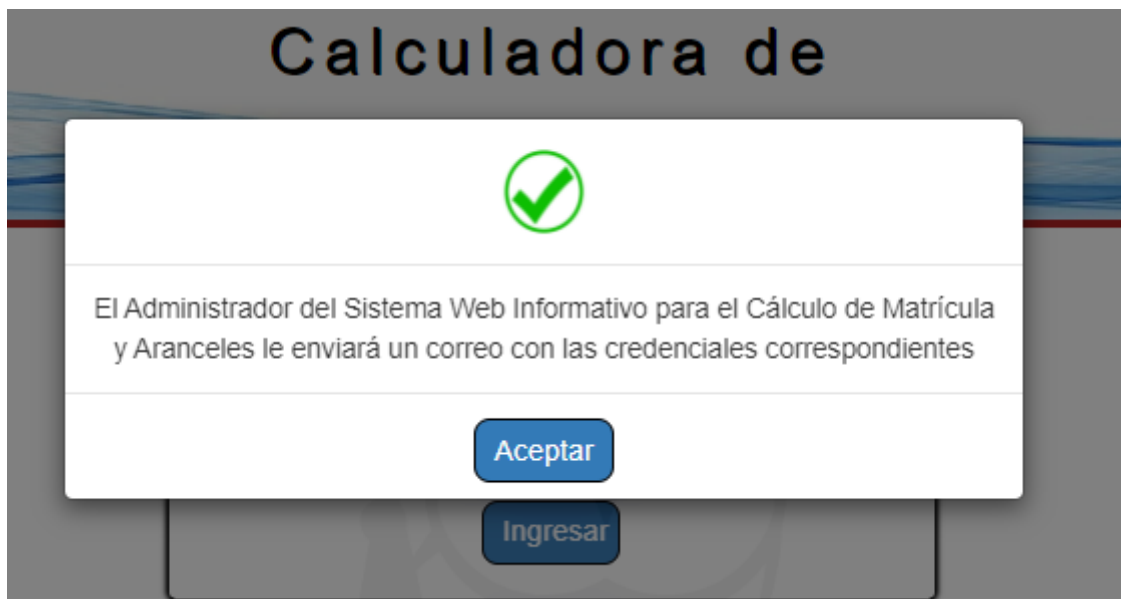 Calculadora de
El Administrador del Sistema Web Informativo para el Cálculo de Matrícula
y Aranceles le enviará un correo con las credenciales correspondientes
Aceptar
Ingresar